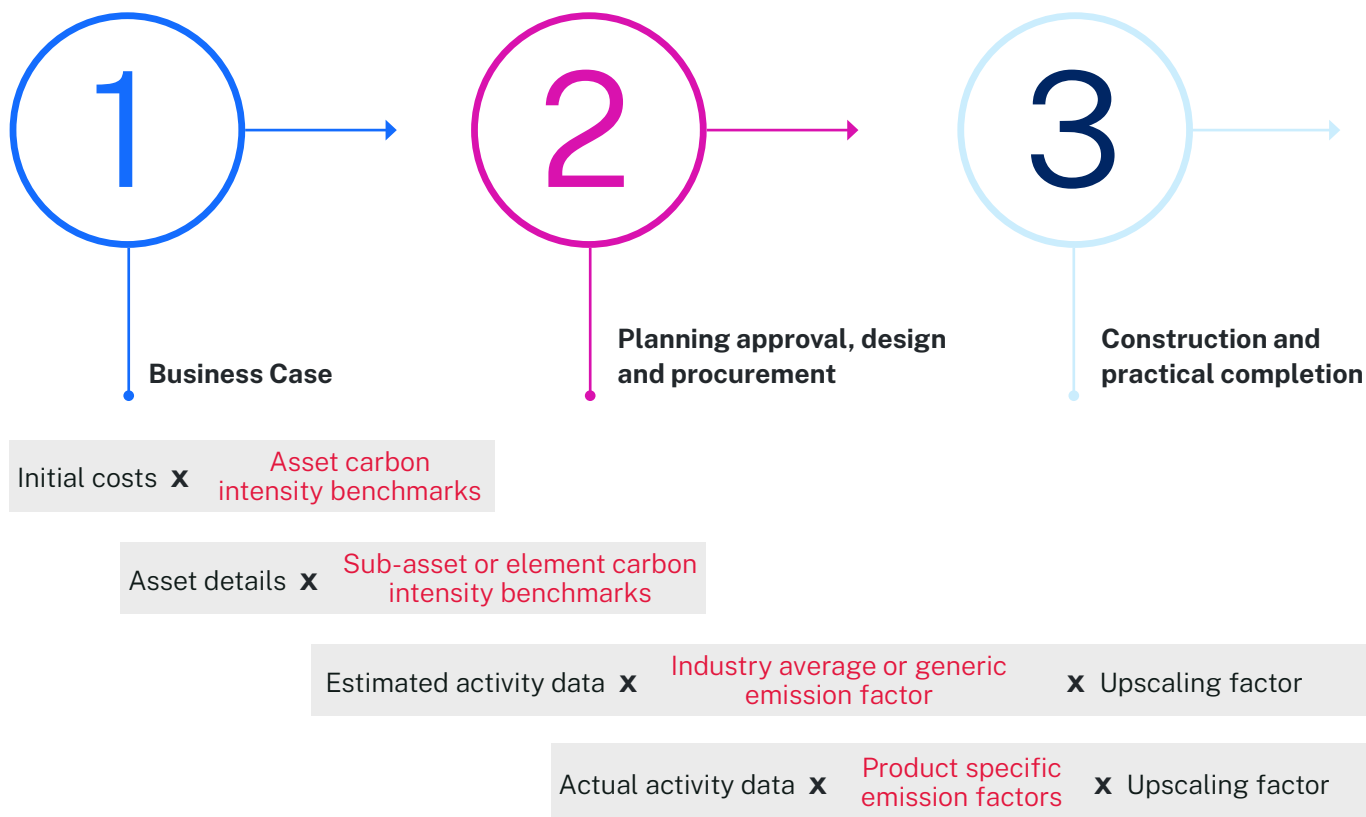 1
2
3
Business Case
Planning approval, design
and procurement
Construction and
practical completion
Initial costs x Asset carbon
intensity benchmarks
Asset details x Sub-asset or element carbon
intensity benchmarks
Estimated activity data x Industry average or generic
emission factor x Upscaling factor
Actual activity data x Product specific
emission factors x Upscaling factor